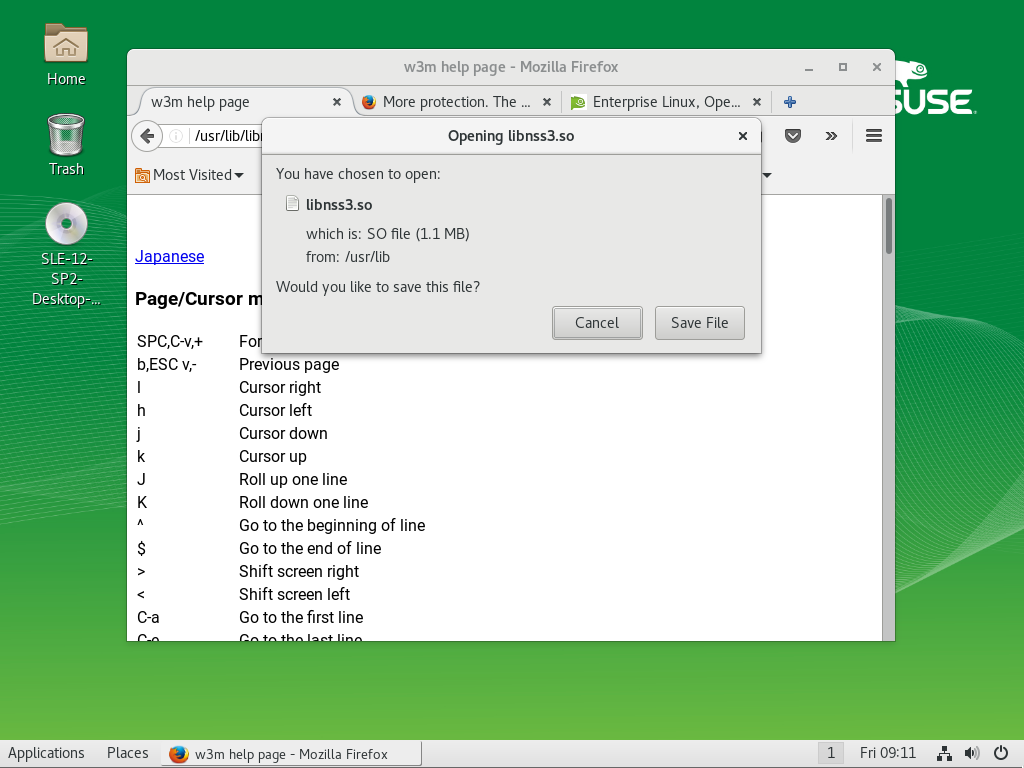 Home
Trash
SLE-12-
SP2-
Desktop-...
SUSE
w3m help page - Mozilla Firefox
w3m help page
More protection. The ...
Enterprise Linux, Ope...
/usr/lib/libn
Most Visited
Opening libnss3.so
You have chosen to open:
libnss3.so
which is: SO file (1.1 MB)
from: /usr/lib
Would you like to save this file?
Cancel
Save File
Japanese
Page/Cursor m
SPC,C-v,+ For
b,ESC v,- Previous page
l Cursor right
h Cursor left
j Cursor down
k Cursor up
J Roll up one line
K Roll down one line
^ Go to the beginning of line
$ Go to the end of line
> Shift screen right
< Shift screen left
C-a Go to the first line
C-e Go to the last line
Applications Places w3m help page - Mozilla Firefox 1 Fri 09:11